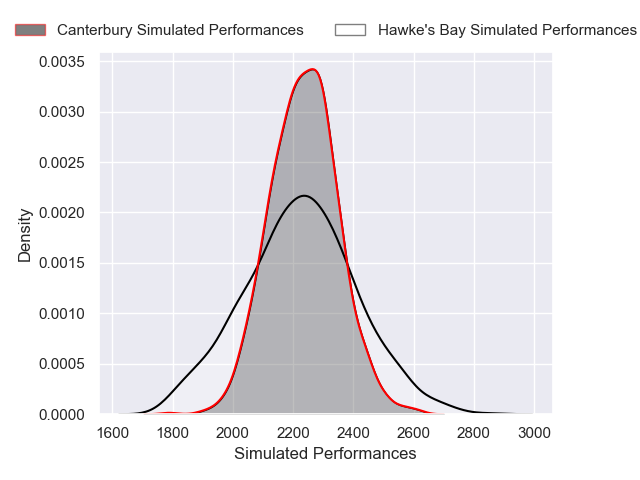 Canterbury Simulated Performances
Hawke's Bay Simulated Performances
0.0035
0.0030
0.0025
0.0020
0.0015
0.0010
0.0005
0.0000
Density
1600 1800 2000 2200 2400 2600 2800 3000
Simulated Performances